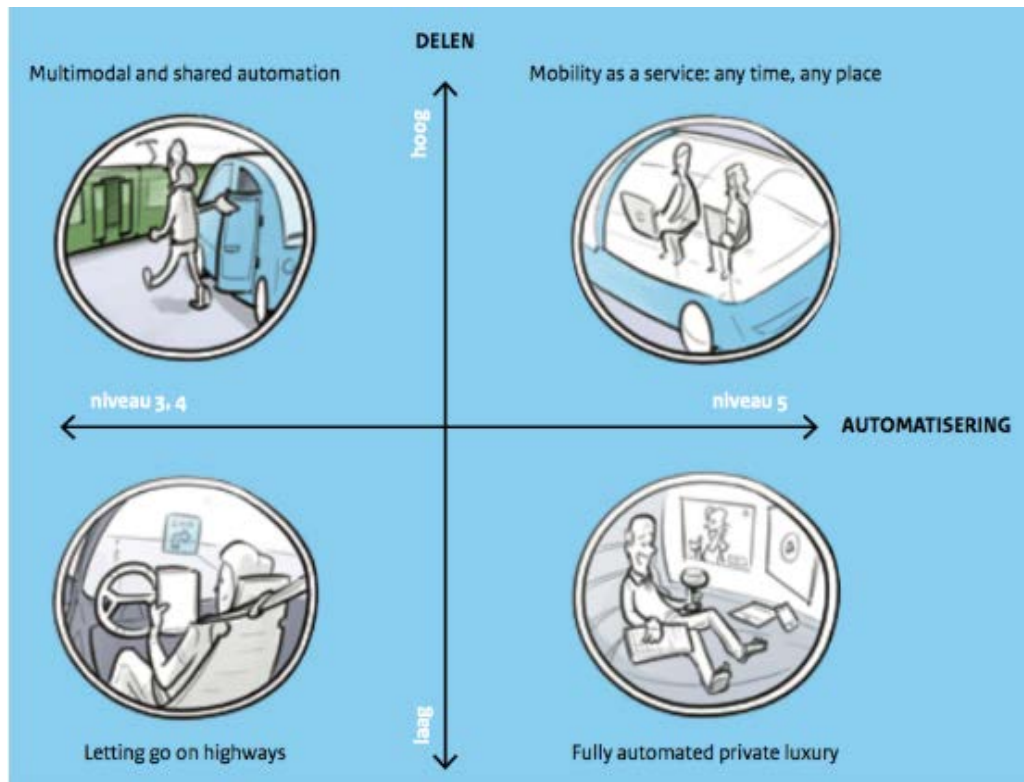 DELEN
Multimodal and shared automation
Mobility as a service: any time, any place
hoog
niveau 3, 4
niveau 5
AUTOMATISERING
laag
Letting go on highways
Fully automated private luxury